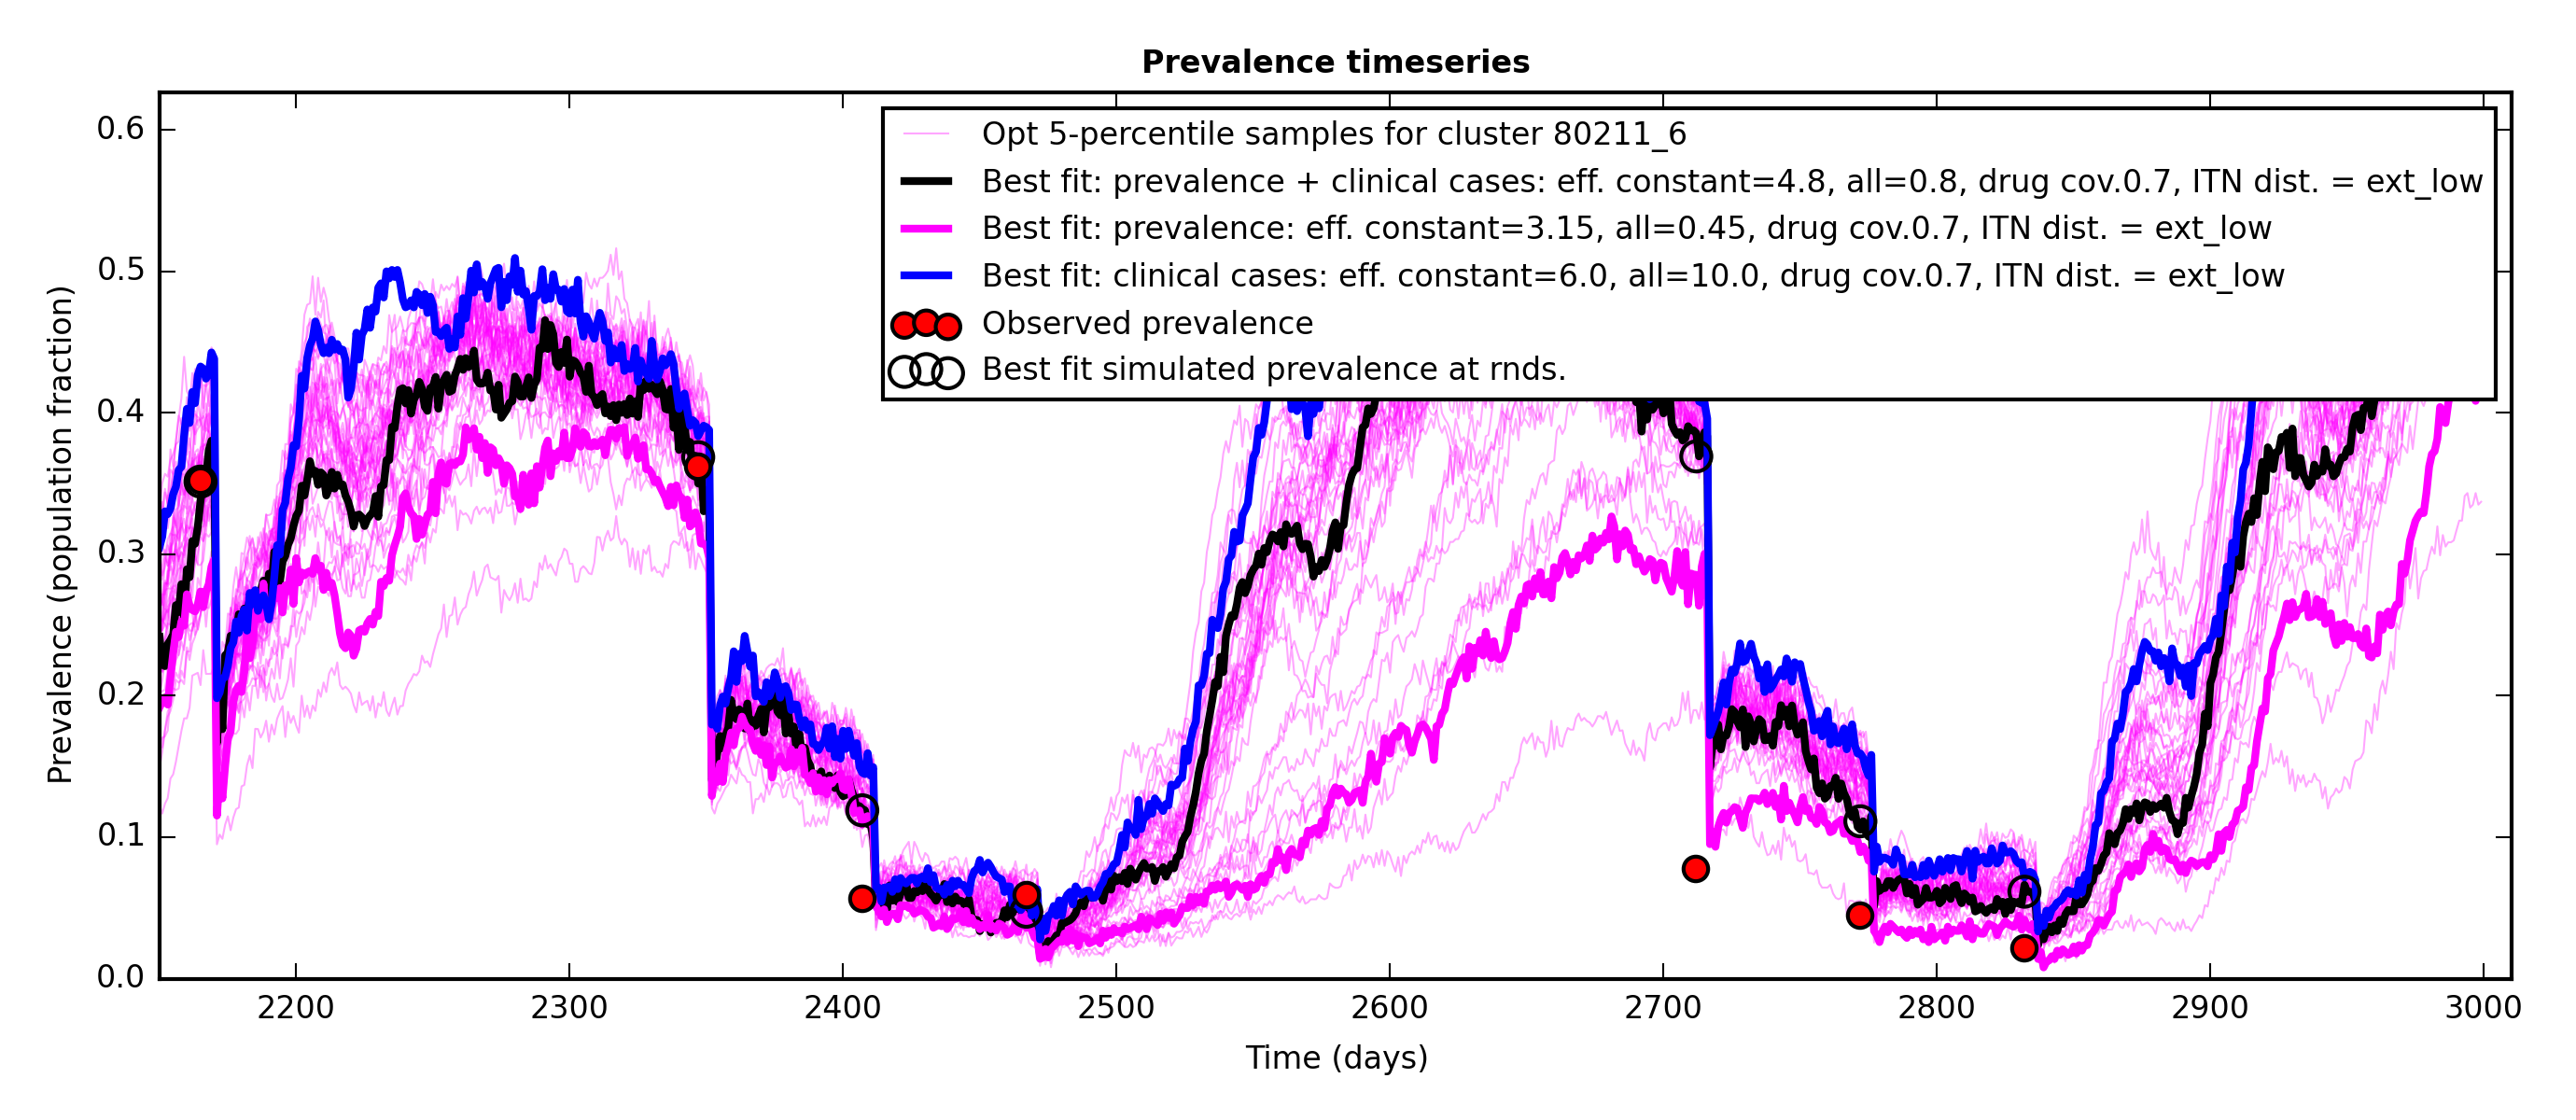 Prevalence timeseries
Opt 5-percentile samples for cluster 80211_6
Best fit: prevalence + clinical cases: eff. constant=4.8, all=0.8, drug cov.0.7, ITN dist. = ext_low
Best fit: prevalence: eff. constant=3.15, all=0.45, drug cov.0.7, ITN dist. = ext_low
Best fit: clinical cases: eff. constant=6.0, all=10.0, drug cov.0.7, ITN dist. = ext_low
Observed prevalence
Best fit simulated prevalence at rnds.
Prevalence (population fraction)
0.6
0.5
0.4
0.3
0.2
0.1
0.0
2200 2300 2400 2500 2600 2700 2800 2900 3000
Time (days)